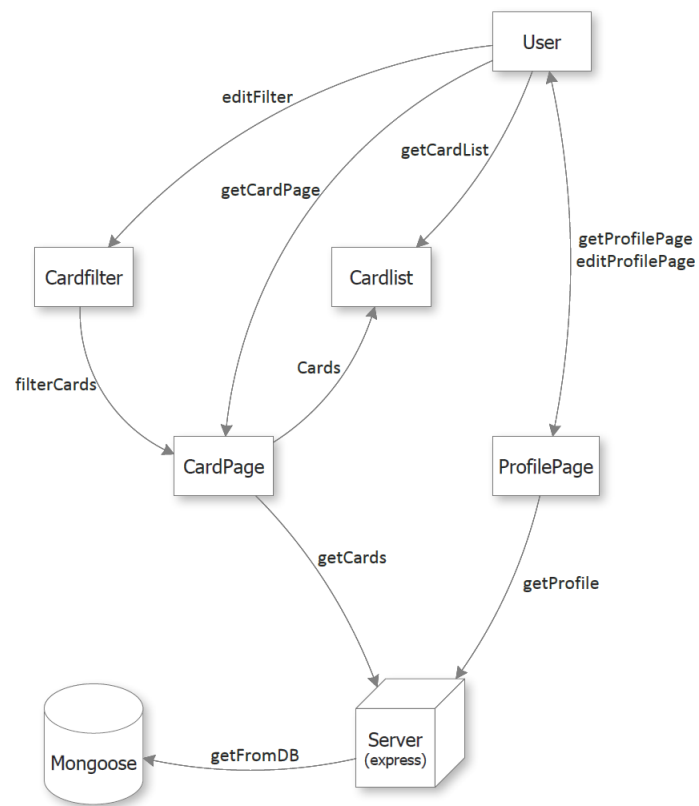 User
editFilter
getCardList
getCardPage
getProfilePage
editProfilePage
Cardfilter
Cardlist
Cards
filterCards
CardPage
ProfilePage
getCards
getProfile
Server
(express)
getFromDB
Mongoose